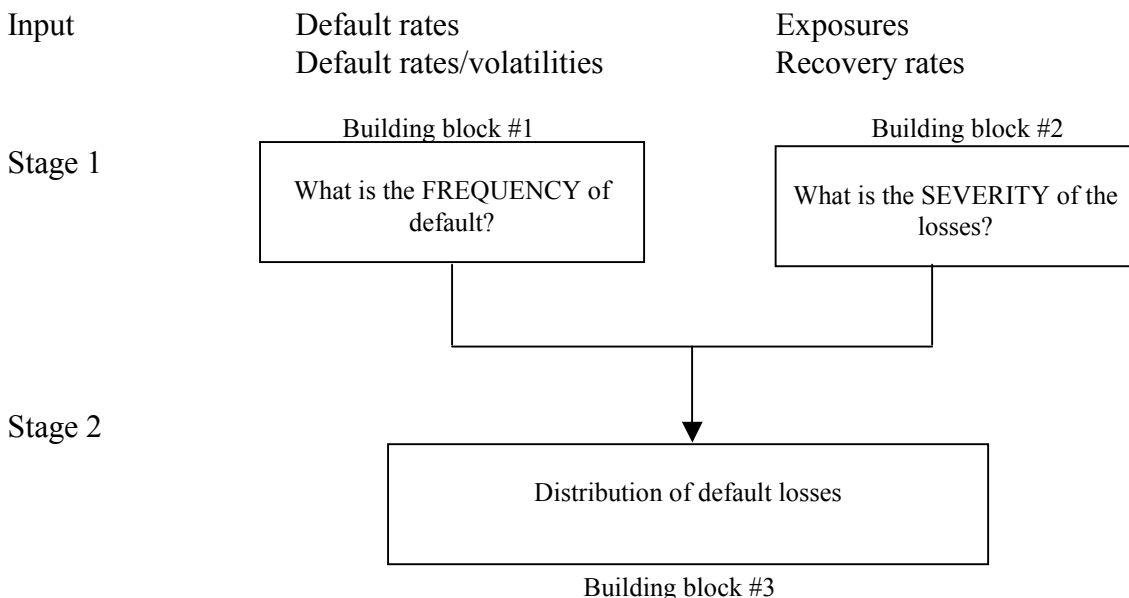 Input
Default rates
Default rates/volatilities
Exposures
Recovery rates
Building block #1
Building block #2
Stage 1
What is the FREQUENCY of
default?
What is the SEVERITY of the
losses?
Stage 2
Distribution of default losses
Building block #3